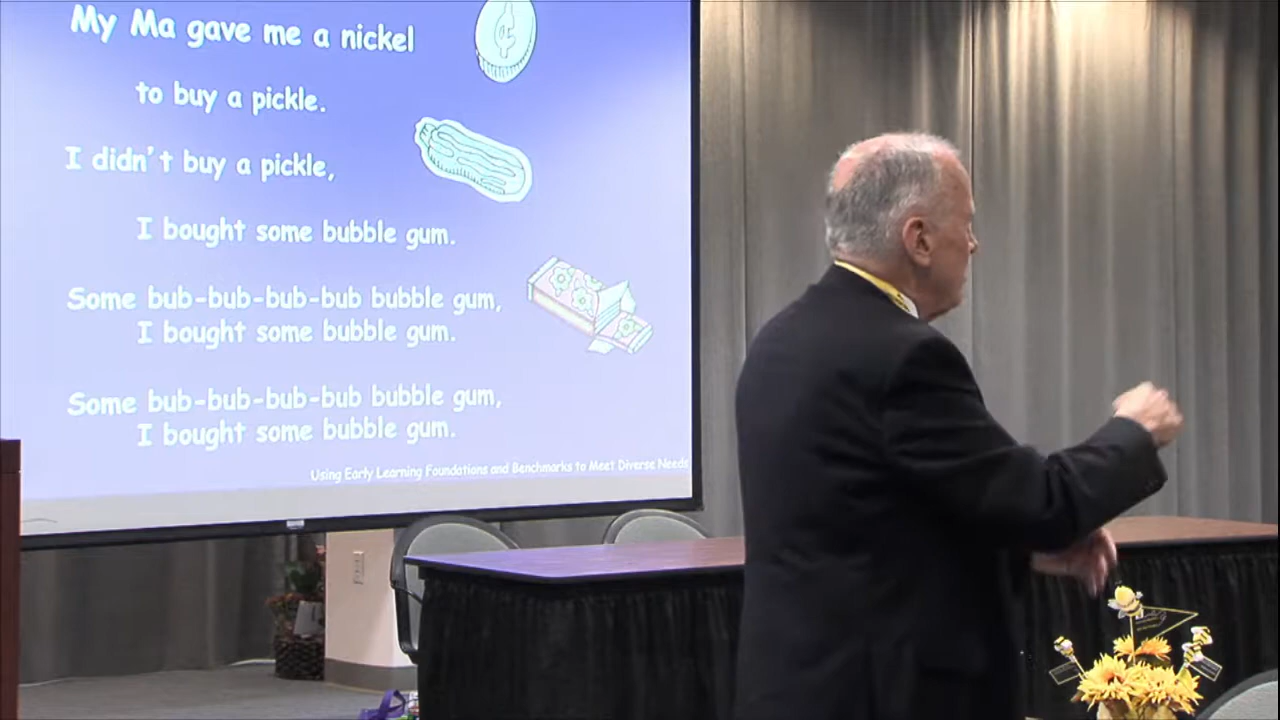 My Ma gave me a nickel
¢
to buy a pickle.
I didn't buy a pickle,
I bought some bubble gum.
Some bub-bub-bub-bub bubble gum,
I bought some bubble gum.
Some bub-bub-bub-bub bubble gum,
I bought some bubble gum.
Using Early Learning Foundations and Benchmarks to Meet Diverse Needs